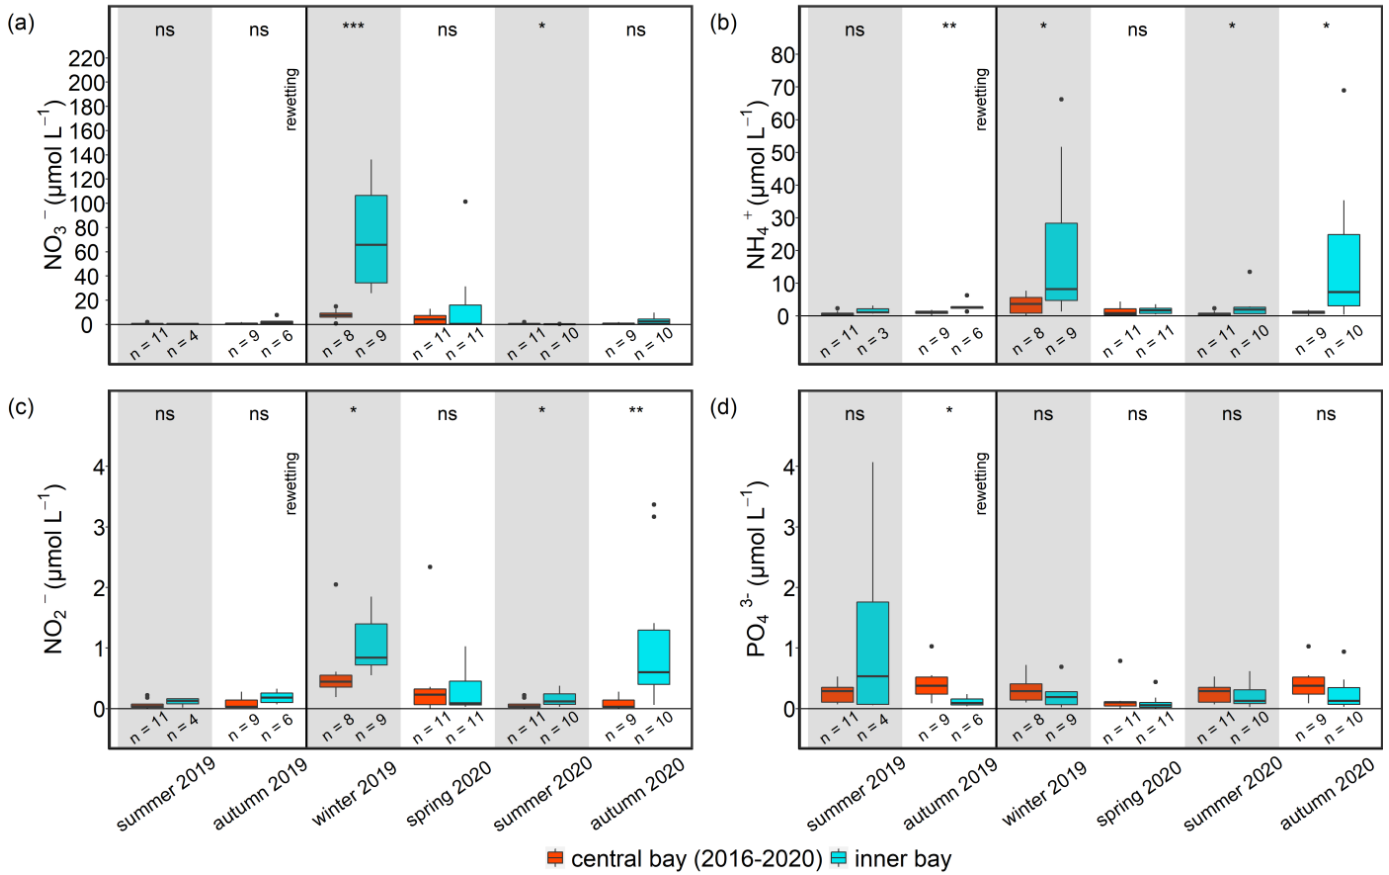 (a)
ns
ns
***
ns
*
ns
rewetting
NO₃⁻ (μmol L⁻¹)
220
200
180
160
140
120
100
80
60
40
20
0
n = 11
n = 4
n = 9
n = 6
n = 8
n = 9
n = 11
n = 11
n = 11
n = 10
n = 9
n = 10
(b)
ns
**
*
ns
*
*
rewetting
NH₄⁺ (μmol L⁻¹)
80
70
60
50
40
30
20
10
0
n = 11
n = 3
n = 9
n = 6
n = 8
n = 9
n = 11
n = 11
n = 11
n = 10
n = 9
n = 10
(c)
ns
ns
*
ns
*
**
rewetting
NO₂⁻ (μmol L⁻¹)
4
3
2
1
0
n = 11
n = 4
n = 9
n = 6
n = 8
n = 9
n = 11
n = 11
n = 11
n = 10
n = 9
n = 10
summer 2019
autumn 2019
winter 2019
spring 2020
summer 2020
autumn 2020
(d)
ns
*
ns
ns
ns
ns
rewetting
PO₄³⁻ (μmol L⁻¹)
4
3
2
1
0
n = 11
n = 4
n = 9
n = 6
n = 8
n = 9
n = 11
n = 11
n = 11
n = 10
n = 9
n = 10
summer 2019
autumn 2019
winter 2019
spring 2020
summer 2020
autumn 2020
central bay (2016-2020)
inner bay